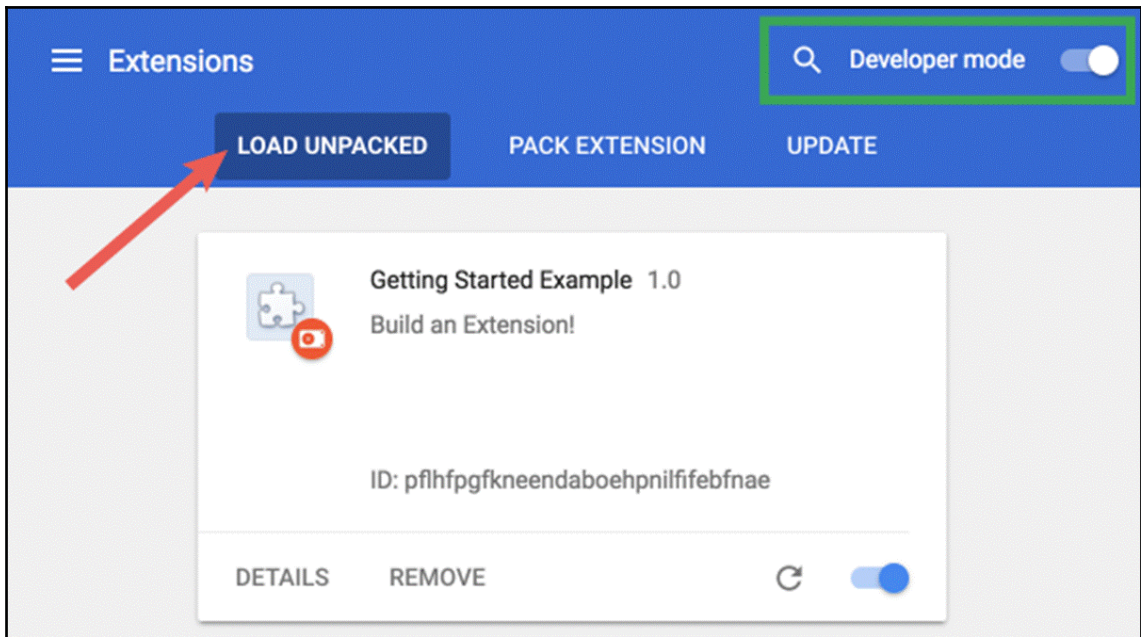 Extensions
Developer mode
LOAD UNPACKED PACK EXTENSION UPDATE
Getting Started Example 1.0
Build an Extension!
ID: pflhfpgfkneendaboehpnilfifebfnae
DETAILS REMOVE